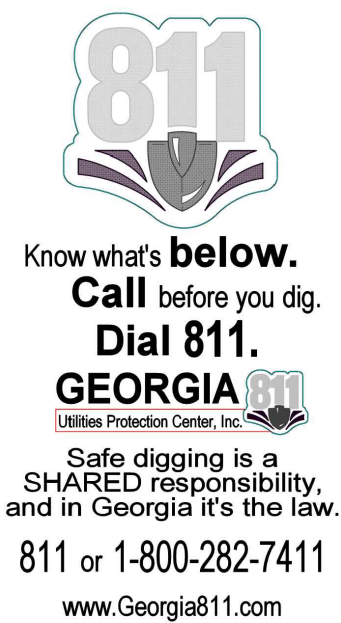 811
Know what's below.
Call before you dig.
Dial 811.
GEORGIA 811
Utilities Protection Center, Inc.
Safe digging is a
SHARED responsibility,
and in Georgia it's the law.
811 or 1-800-282-7411
www.Georgia811.com